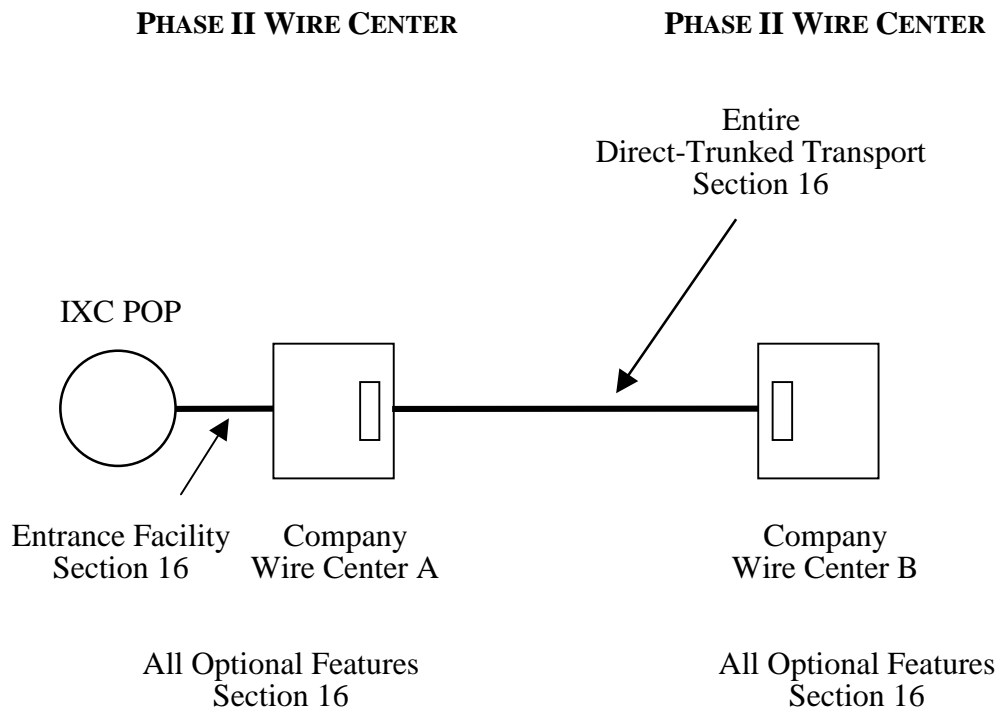 PHASE II WIRE CENTER
PHASE II WIRE CENTER
Entire
Direct-Trunked Transport
Section 16
IXC POP
Entrance Facility
Section 16
Company
Wire Center A
Company
Wire Center B
All Optional Features
Section 16
All Optional Features
Section 16